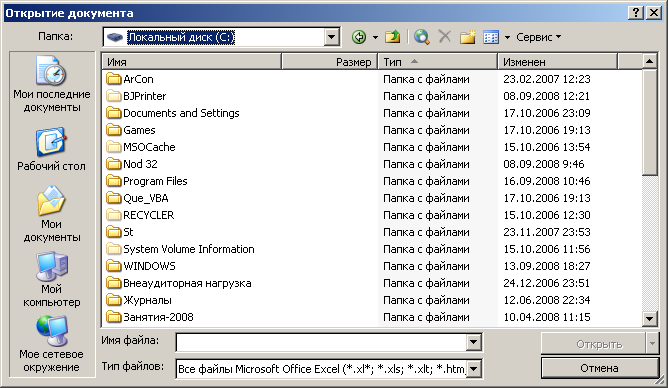 Открытие документа
Папка: Локальный диск (C:) Сервис
Имя Размер Тип Изменен
ArCon Папка с файлами 23.02.2007 12:23
BJPrinter Папка с файлами 08.09.2008 12:21
Documents and Settings Папка с файлами 17.10.2006 23:09
Games Папка с файлами 17.10.2006 19:13
MSOCache Папка с файлами 15.10.2006 13:54
Nod 32 Папка с файлами 08.09.2008 9:46
Program Files Папка с файлами 16.09.2008 10:46
Que_VBA Папка с файлами 17.10.2006 19:13
RECYCLER Папка с файлами 15.10.2006 12:30
St Папка с файлами 23.11.2007 23:53
System Volume Information Папка с файлами 15.10.2006 11:56
WINDOWS Папка с файлами 13.09.2008 18:27
Внеаудиторная нагрузка Папка с файлами 24.12.2006 23:51
Журналы Папка с файлами 12.06.2008 22:34
Занятия-2008 Папка с файлами 10.04.2008 11:15
Мои последние
документы
Рабочий стол
Мои
документы
Мой
компьютер
Мое сетевое
окружение
Имя файла:
Открыть
Тип файлов: Все файлы Microsoft Office Excel (*.xl*; *.xls; *.xlt; *.htm
Отмена